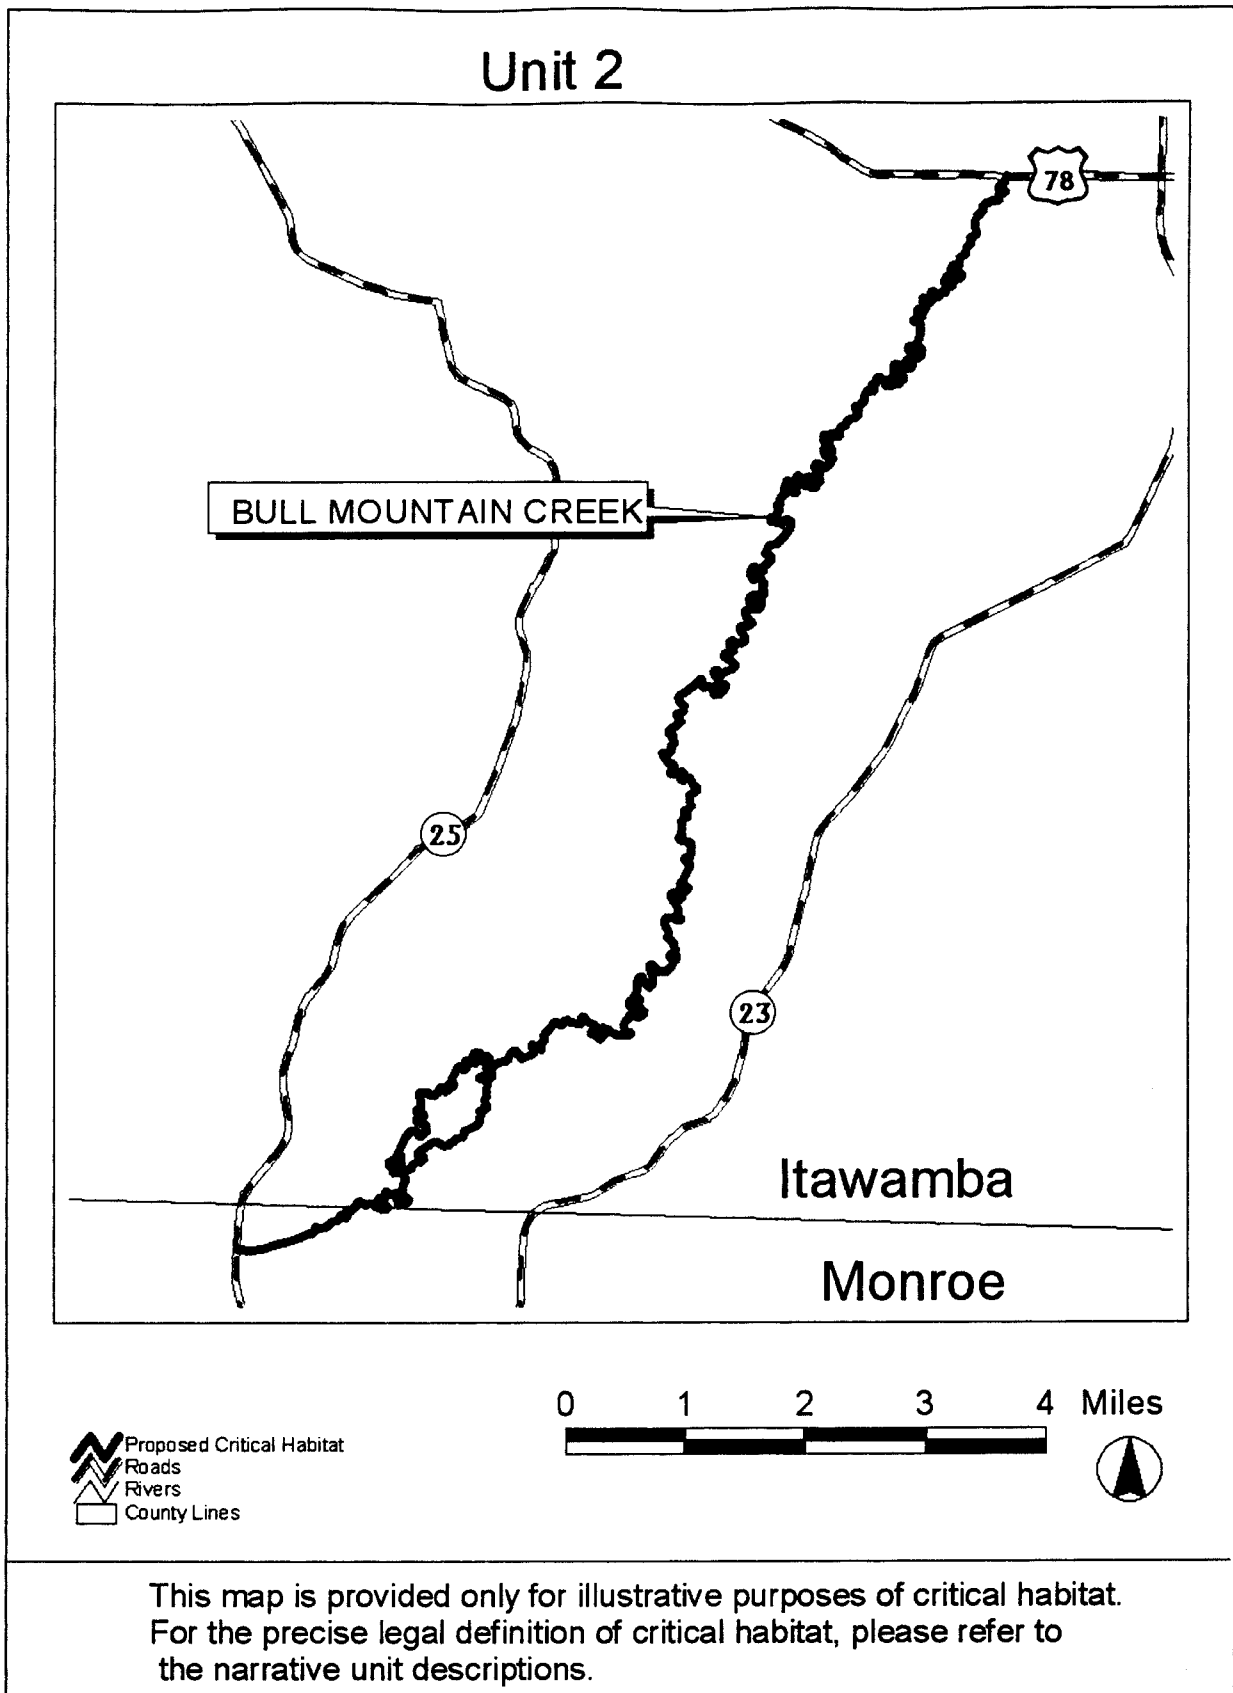 Unit 2
78
BULL MOUNTAIN CREEK
25
23
Itawamba
Monroe
0 1 2 3 4 Miles
Proposed Critical Habitat
Roads
Rivers
County Lines
This map is provided only for illustrative purposes of critical habitat.
For the precise legal definition of critical habitat, please refer to
the narrative unit descriptions.